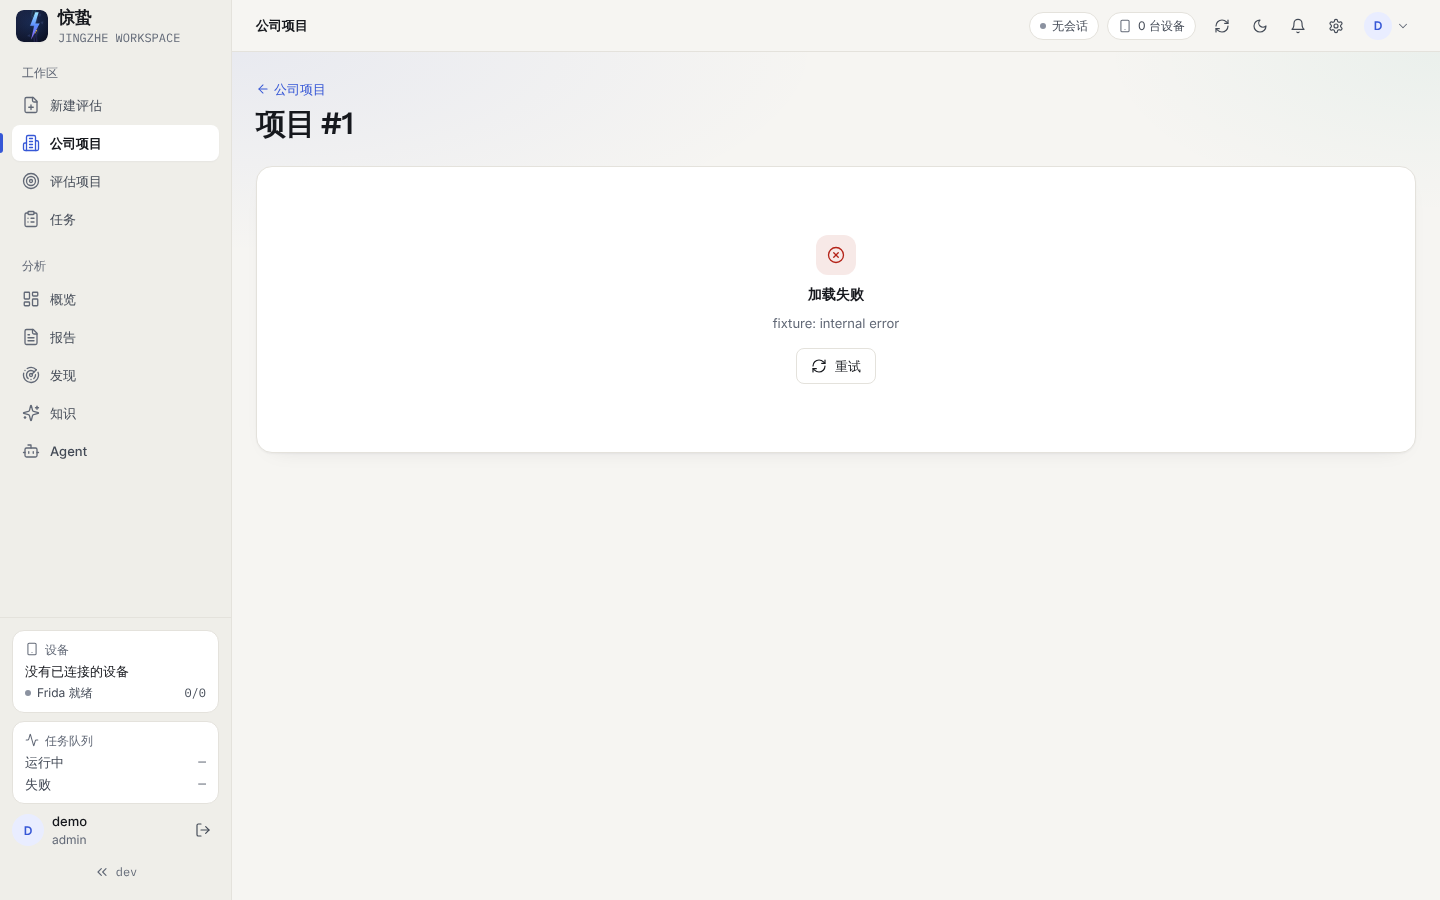 惊蛰
JINGZHE WORKSPACE
工作区
新建评估
公司项目
评估项目
任务
分析
概览
报告
发现
知识
Agent
设备
没有已连接的设备
Frida 就绪 0/0
任务队列
运行中 —
失败 —
D demo
admin
dev
公司项目
无会话
0 台设备
D
公司项目
项目 #1
加载失败
fixture: internal error
重试